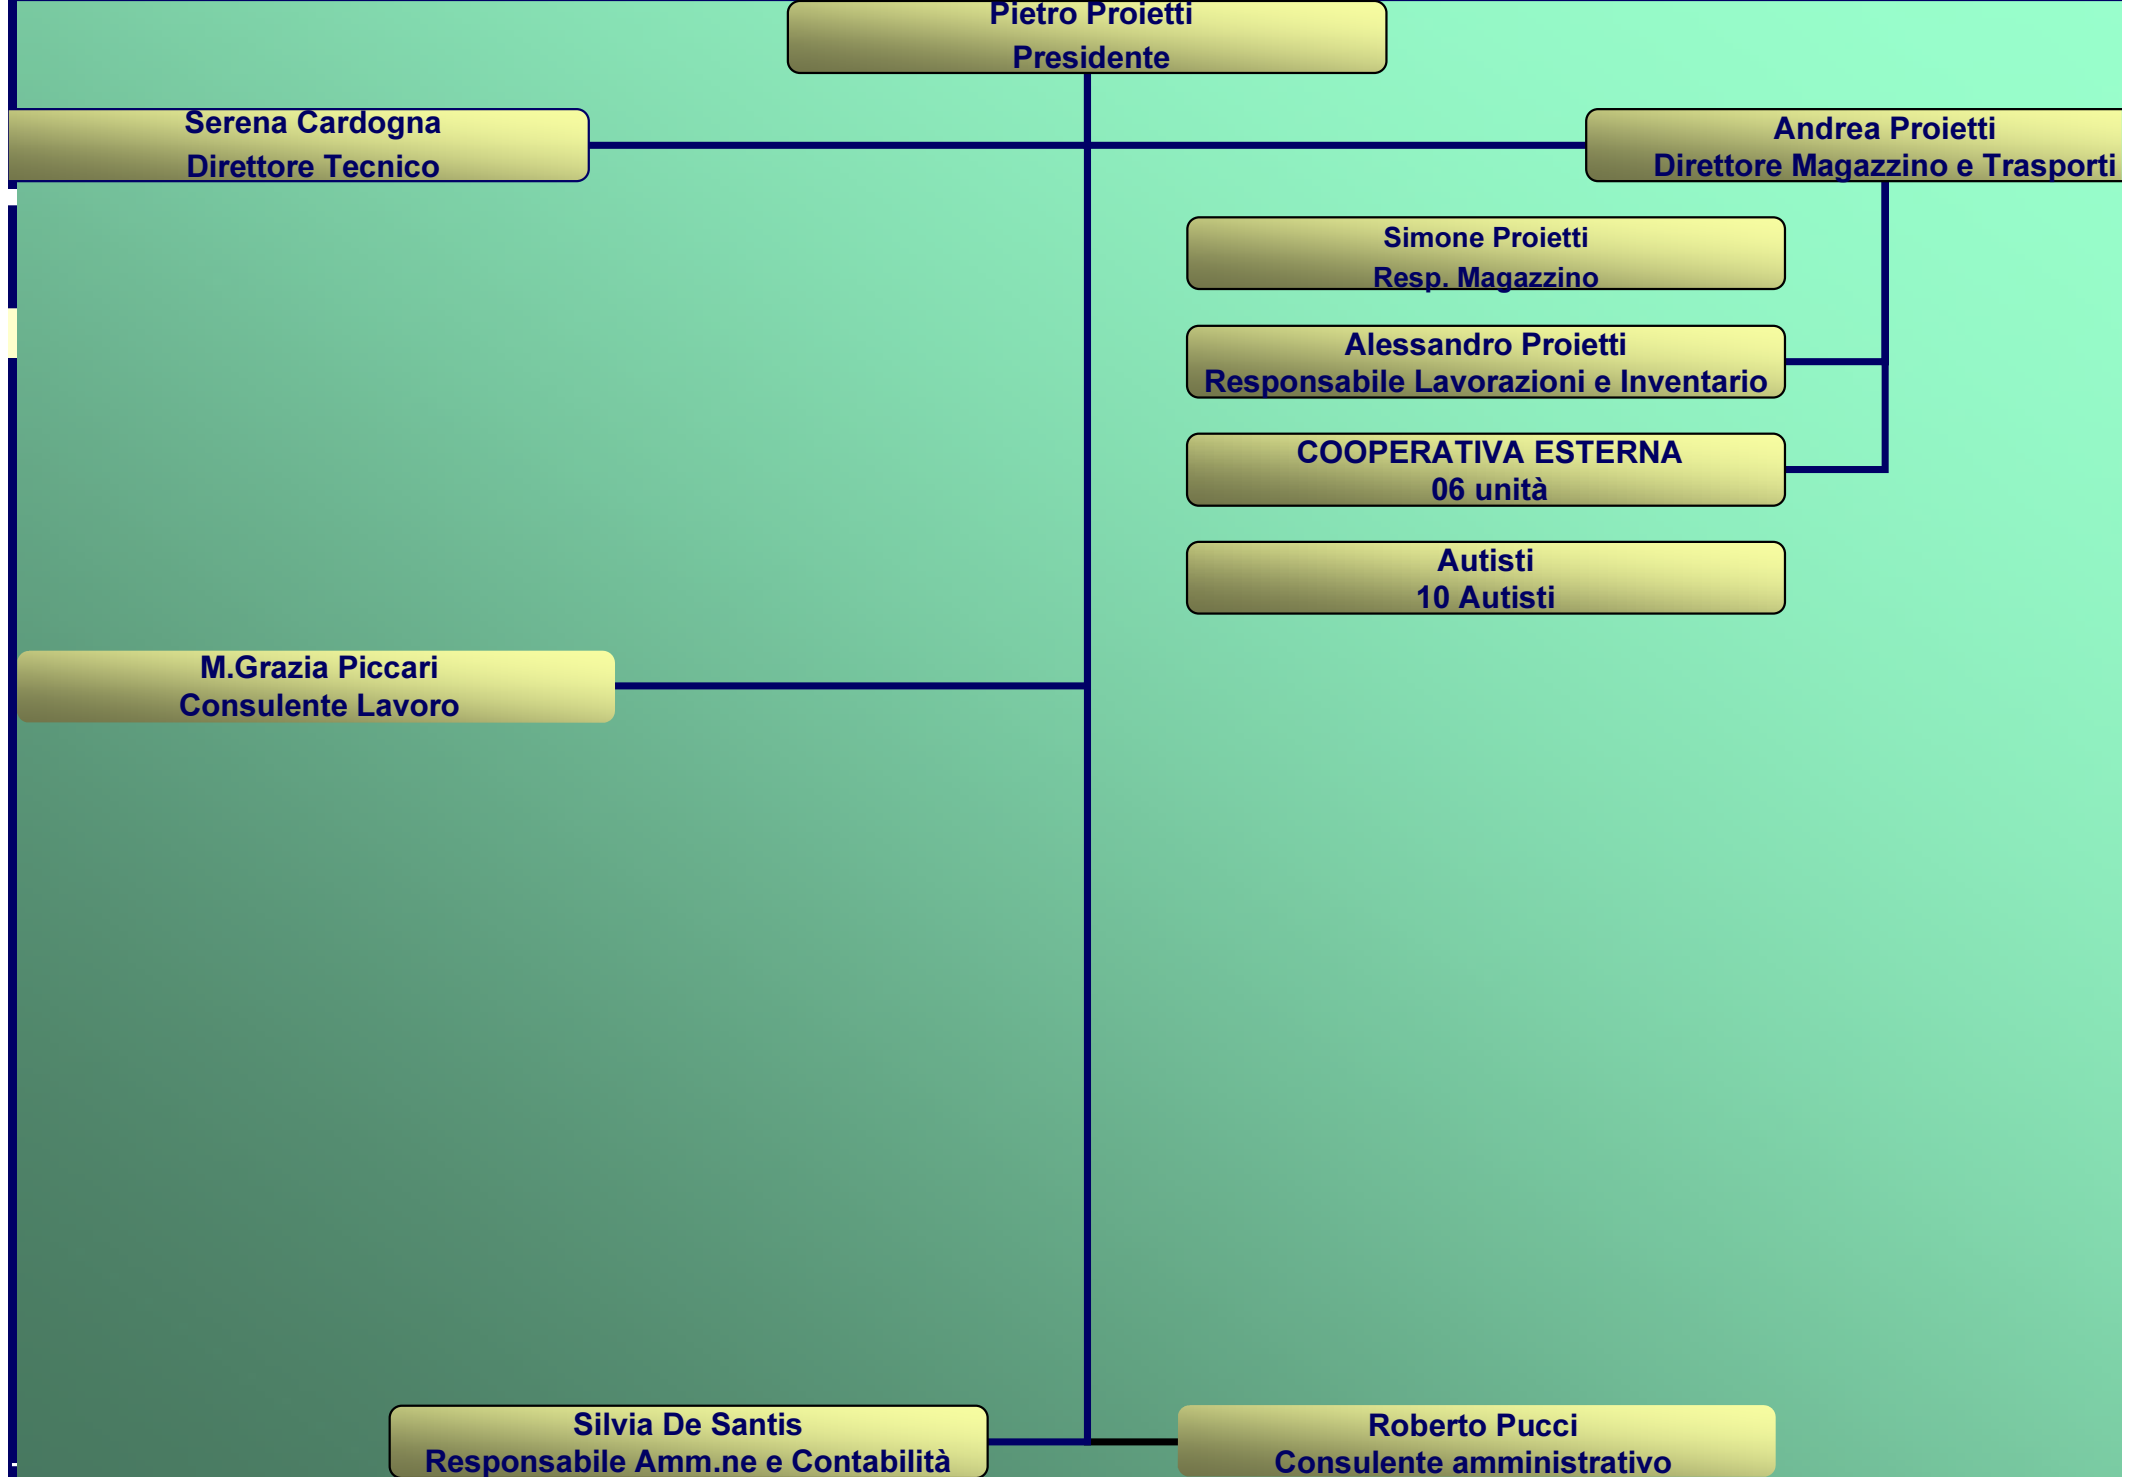 Pietro Proietti
Presidente
Serena Cardogna
Direttore Tecnico
Andrea Proietti
Direttore Magazzino e Trasporti
Simone Proietti
Resp. Magazzino
Alessandro Proietti
Responsabile Lavorazioni e Inventario
COOPERATIVA ESTERNA
06 unità
Autisti
10 Autisti
M.Grazia Piccari
Consulente Lavoro
Silvia De Santis
Responsabile Amm.ne e Contabilità
Roberto Pucci
Consulente amministrativo